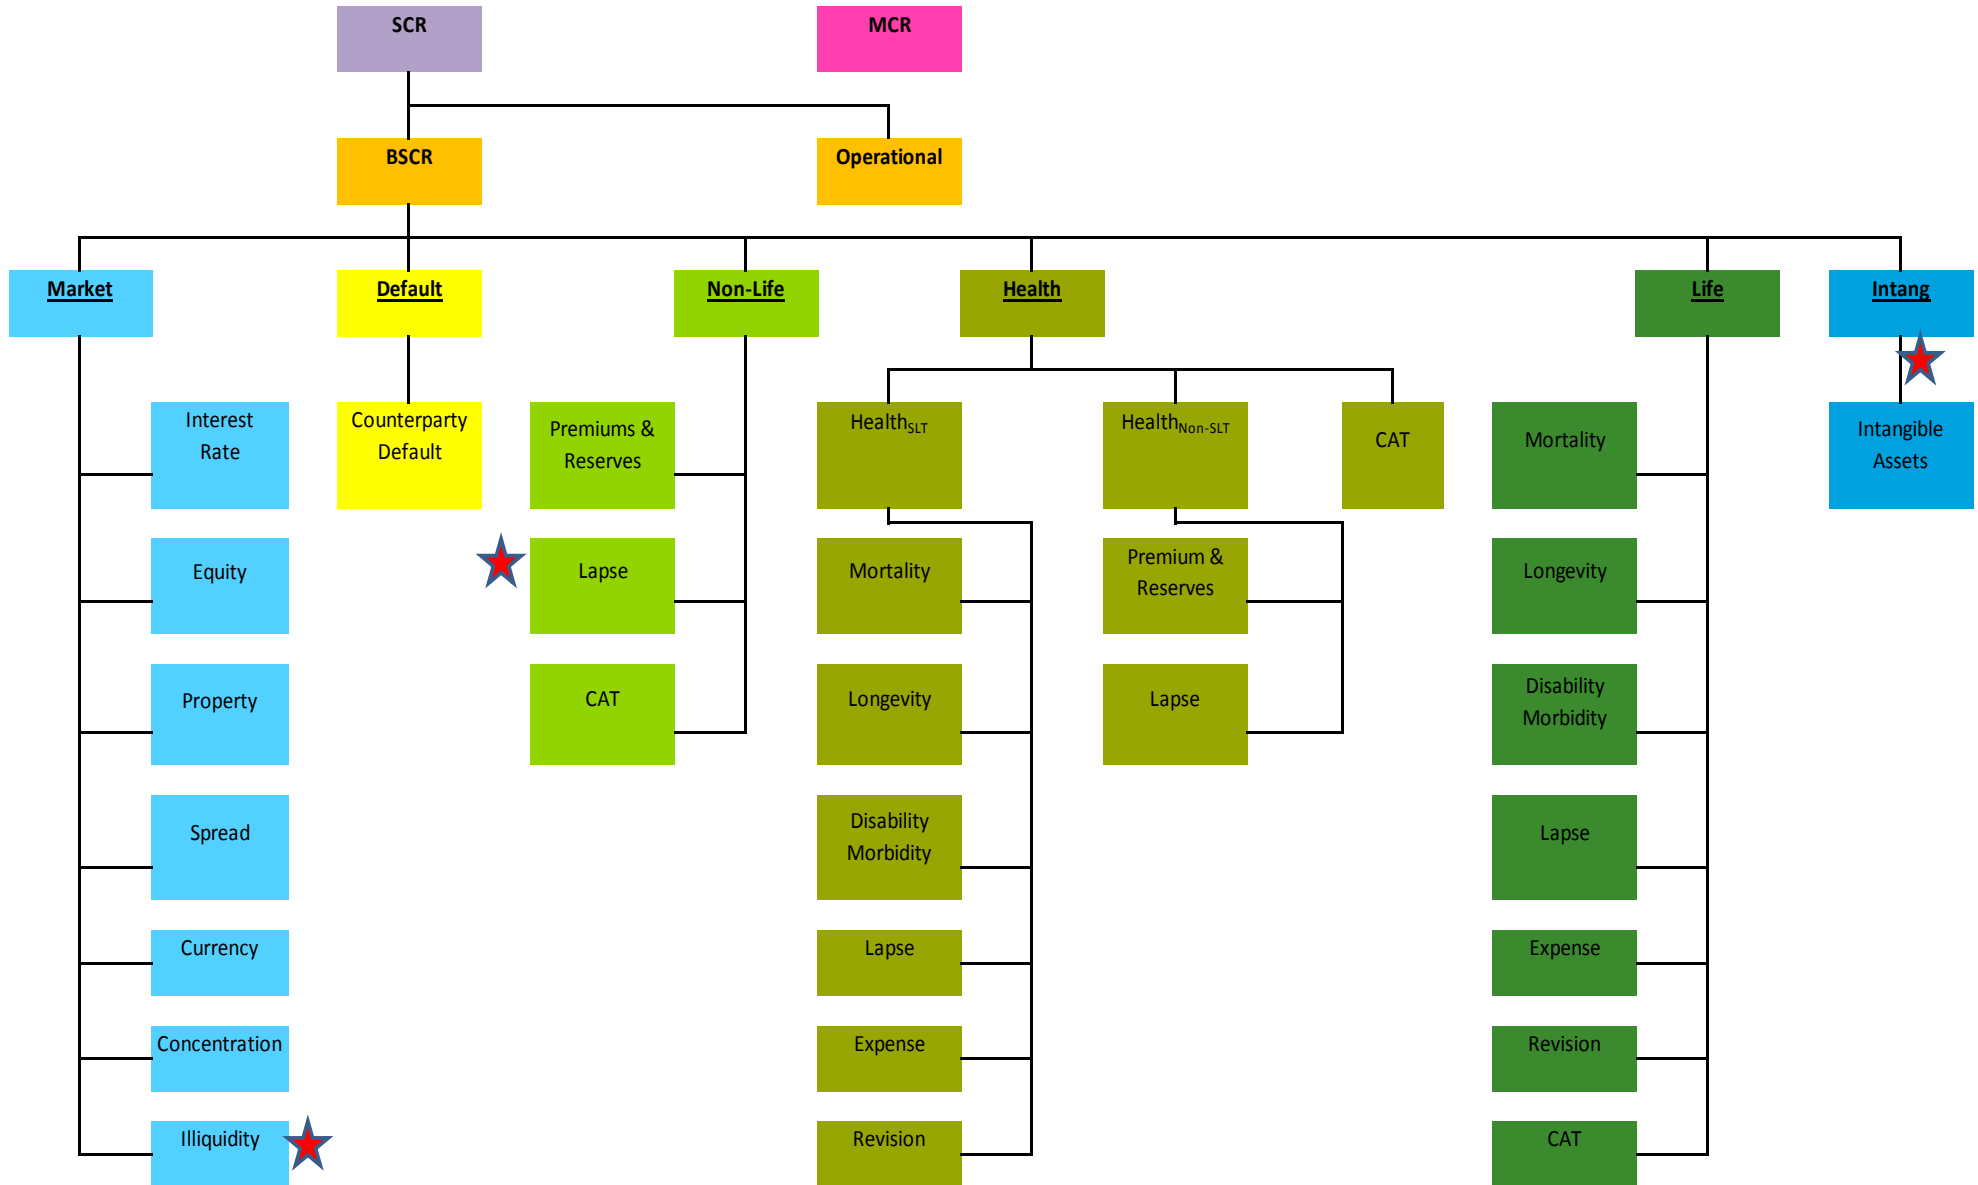 SCR
MCR
BSCR
Operational
Market
Default
Non-Life
Health
Life
Intang
Interest
Rate
Counterparty
Default
Premiums &
Reserves
HealthSLT
HealthNon-SLT
CAT
Mortality
Intangible
Assets
Equity
Lapse
Mortality
Premium &
Reserves
Longevity
Property
CAT
Longevity
Lapse
Disability
Morbidity
Spread
Disability
Morbidity
Lapse
Currency
Lapse
Expense
Concentration
Expense
Revision
Illiquidity
Revision
CAT